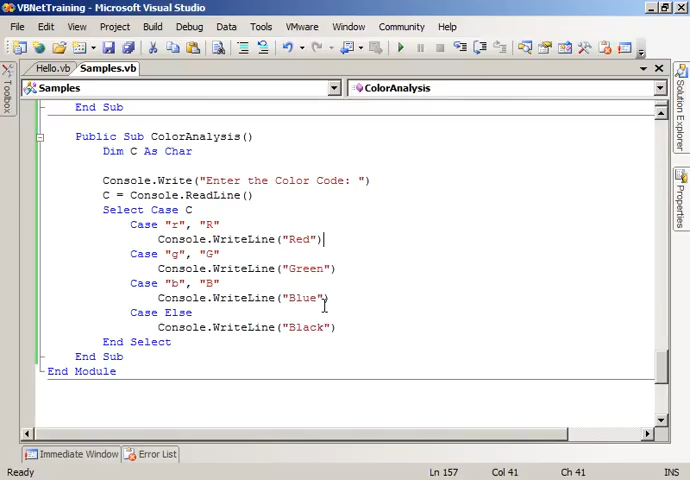 VBNetTraining - Microsoft Visual Studio
File Edit View Project Build Debug Data Tools VMware Window Community Help
Hello.vb Samples.vb
Samples ColorAnalysis
End Sub
Public Sub ColorAnalysis()
Dim C As Char
Console.Write("Enter the Color Code: ")
C = Console.ReadLine()
Select Case C
Case "r", "R"
Console.WriteLine("Red")
Case "g", "G"
Console.WriteLine("Green")
Case "b", "B"
Console.WriteLine("Blue")
Case Else
Console.WriteLine("Black")
End Select
End Sub
End Module
Toolbox
Solution Explorer
Properties
Immediate Window Error List
Ready Ln 157 Col 41 Ch 41 INS